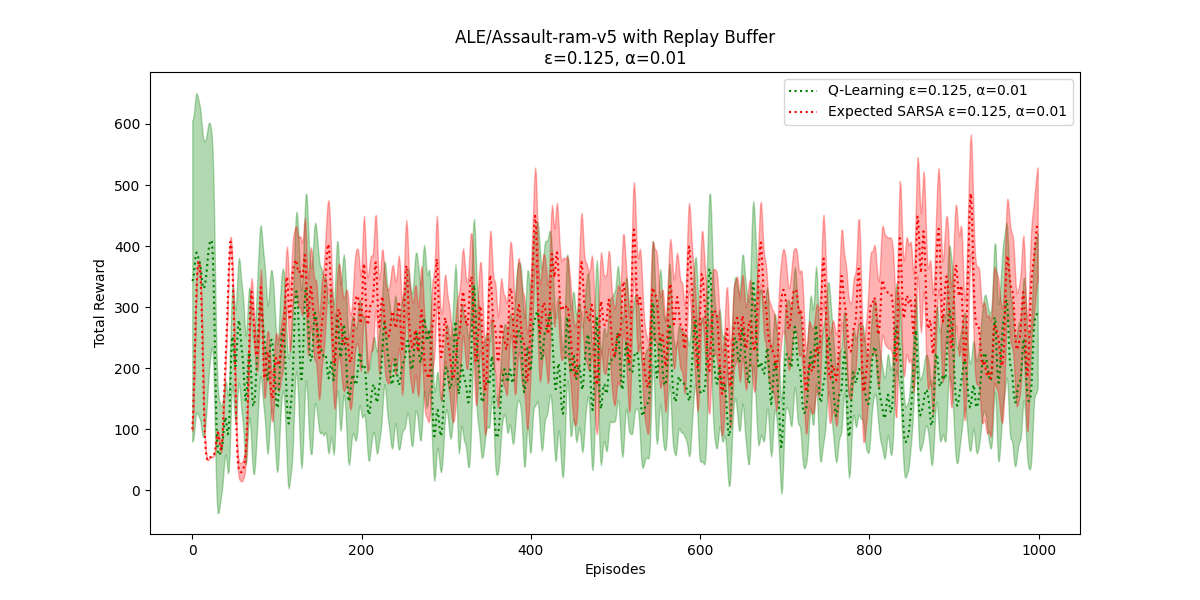 ALE/Assault-ram-v5 with Replay Buffer
ε=0.125, α=0.01
Q-Learning ε=0.125, α=0.01
Expected SARSA ε=0.125, α=0.01
Total Reward
600
500
400
300
200
100
0
0 200 400 600 800 1000
Episodes